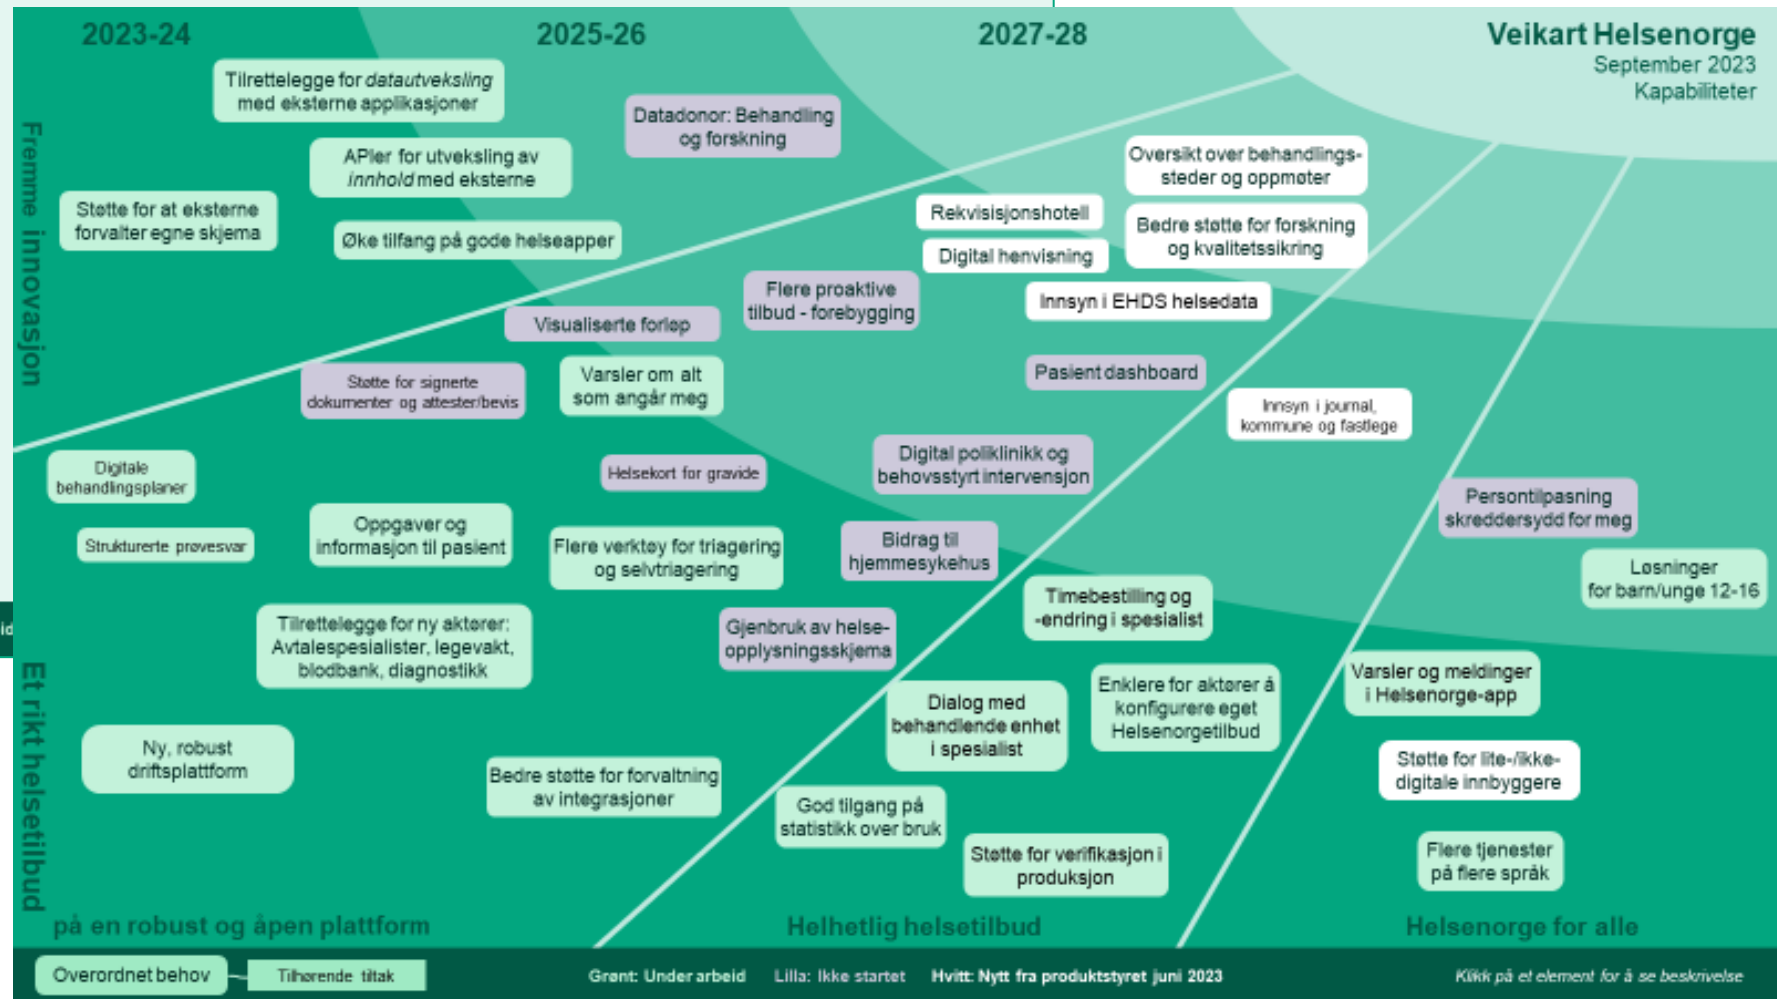 2023-24
2025-26
2027-28
Veikart Helsenorge
September 2023
Kapabiliteter
Fremme innovasjon
Tilrettelegge for datautveksling
med eksterne applikasjoner
Datadonor: Behandling
og forskning
APIer for utveksling av
innhold med eksterne
Støtte for at eksterne
forvalter egne skjema
Øke tilfang på gode helseapper
Oversikt over behandlings-
steder og oppmøter
Rekvisisjonshotell
Bedre støtte for forskning
og kvalitetssikring
Digital henvisning
Flere proaktive
tilbud - forebygging
Innsyn i EHDS helsedata
Visualiserte forløp
Støtte for signerte
dokumenter og attester/bevis
Varsler om alt
som angår meg
Pasient dashboard
Innsyn i journal,
kommune og fastlege
Digitale
behandlingsplaner
Helsekort for gravide
Digital poliklinikk og
behovsstyrt intervensjon
Persontilpasning
skreddersydd for meg
Strukturerte prøvesvar
Oppgaver og
informasjon til pasient
Flere verktøy for triagering
og selvtriagering
Bidrag til
hjemmesykehus
Løsninger
for barn/unge 12-16
Timebestilling og
-endring i spesialist
Tilrettelegge for ny aktører:
Avtalespesialister, legevakt,
blodbank, diagnostikk
Gjenbruk av helse-
opplysningsskjema
id
Et rikt helsetilbud
Varsler og meldinger
i Helsenorge-app
Dialog med
behandlende enhet
i spesialist
Enklere for aktører å
konfigurere eget
Helsenorgetilbud
Ny, robust
driftsplattform
Bedre støtte for forvaltning
av integrasjoner
Støtte for lite-/ikke-
digitale innbyggere
God tilgang på
statistikk over bruk
Støtte for verifikasjon i
produksjon
Flere tjenester
på flere språk
på en robust og åpen plattform
Helhetlig helsetilbud
Helsenorge for alle
Overordnet behov
Tilhørende tiltak
Grønt: Under arbeid
Lilla: Ikke startet
Hvitt: Nytt fra produktstyret juni 2023
Klikk på et element for å se beskrivelse